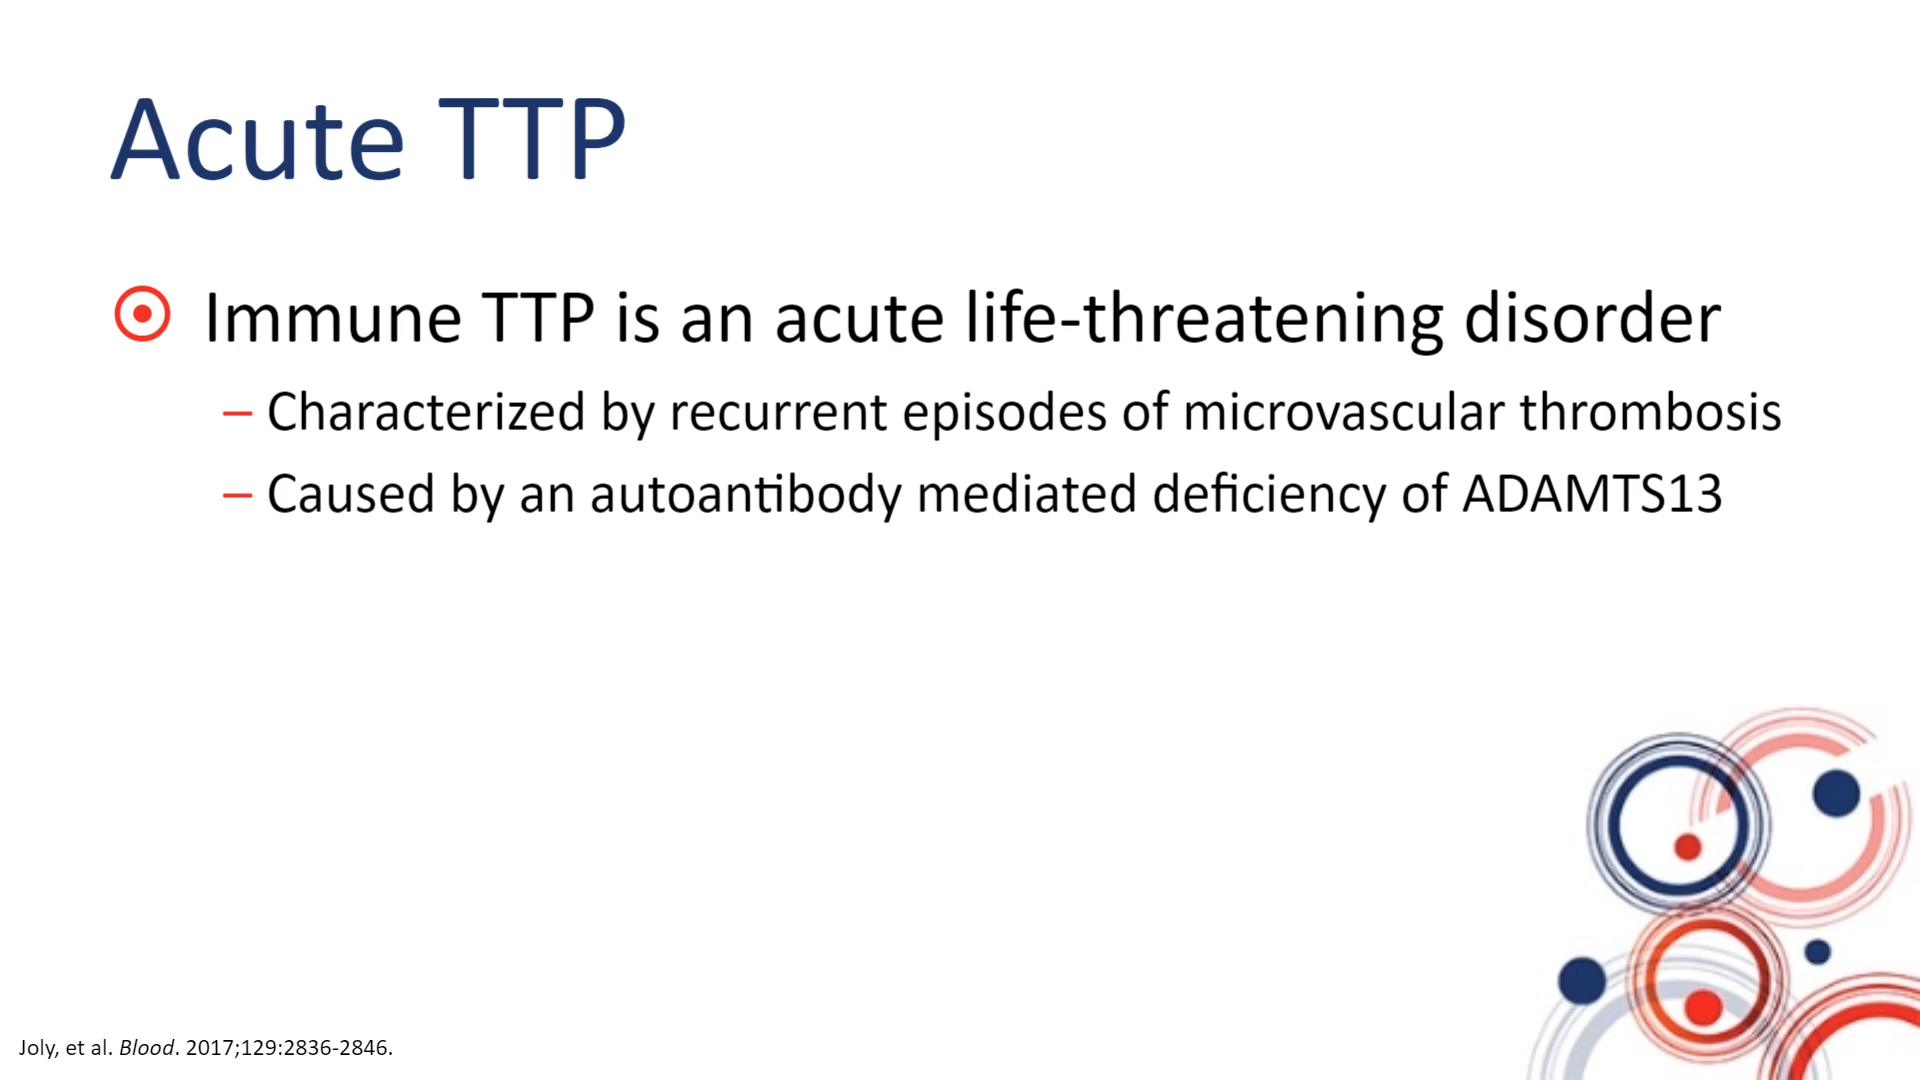 Acute TTP
Immune TTP is an acute life-threatening disorder
– Characterized by recurrent episodes of microvascular thrombosis
– Caused by an autoantibody mediated deficiency of ADAMTS13
Joly, et al. Blood. 2017;129:2836-2846.